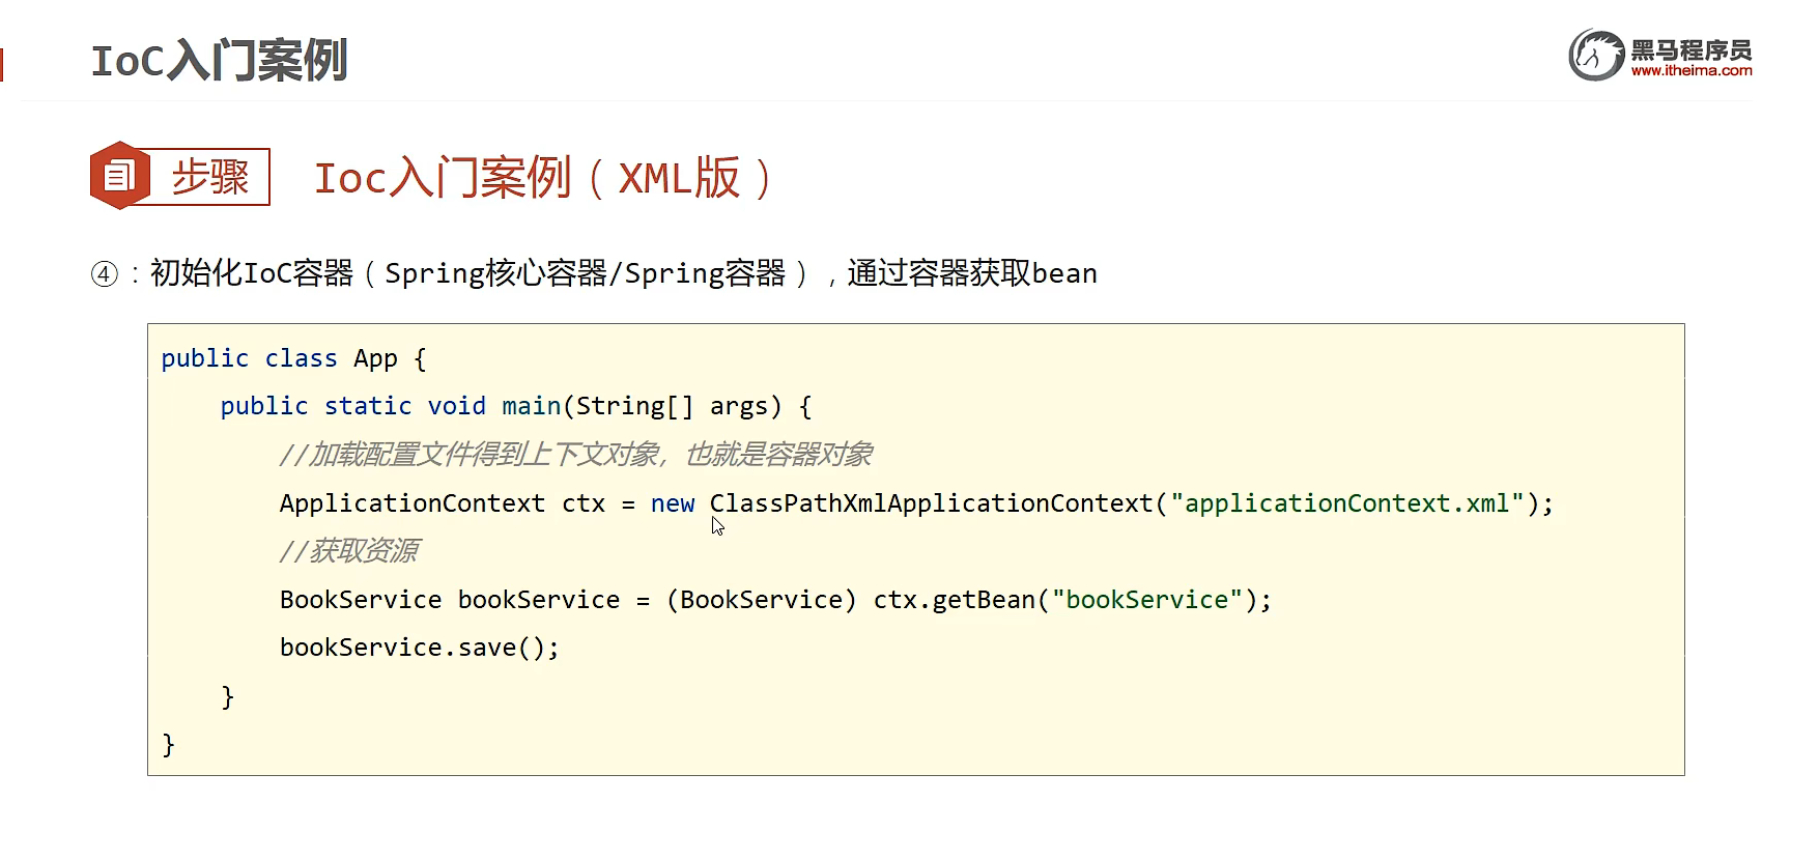 IoC入门案例
黑马程序员
www.itheima.com
步骤
Ioc入门案例（XML版）
④：初始化IoC容器（Spring核心容器/Spring容器），通过容器获取bean
public class App {
    public static void main(String[] args) {
        //加载配置文件得到上下文对象，也就是容器对象
        ApplicationContext ctx = new ClassPathXmlApplicationContext("applicationContext.xml");
        //获取资源
        BookService bookService = (BookService) ctx.getBean("bookService");
        bookService.save();
    }
}